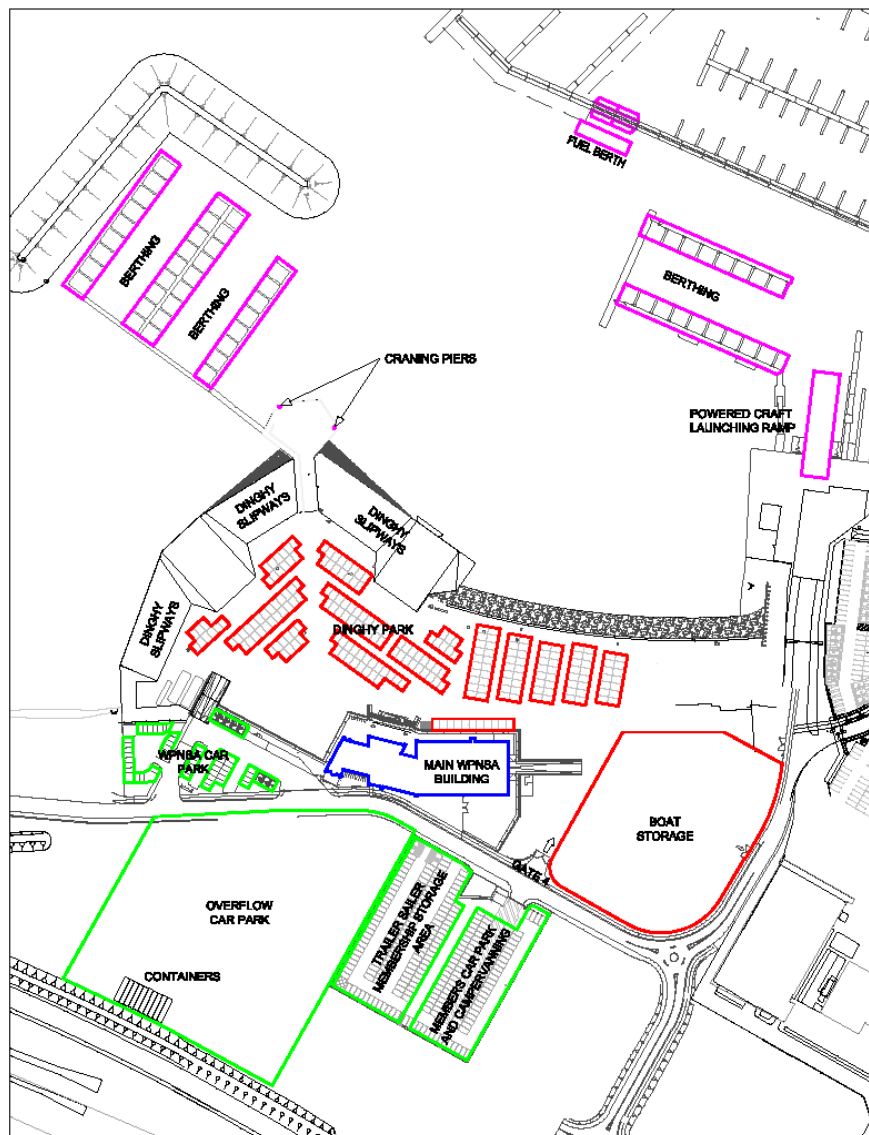 FUEL BERTH
BERTHING
BERTHING
BERTHING
CRANING PIERS
POWERED CRAFT
LAUNCHING RAMP
DINGHY
SLIPWAYS
DINGHY
SLIPWAYS
DINGHY
SLIPWAYS
DINGHY PARK
WPNSA CAR
PARK
MAIN WPNSA
BUILDING
BOAT
STORAGE
GATE 4
OVERFLOW
CAR PARK
TRAILER SAILER
MEMBERSHIP STORAGE
AREA
MEMBERS CAR PARK
AND CAMPERVANNING
CONTAINERS